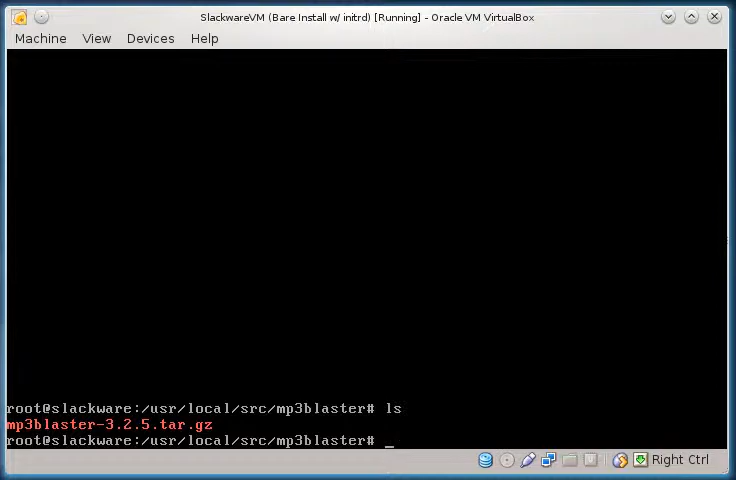 SlackwareVM (Bare Install w/ initrd) [Running] - Oracle VM VirtualBox
Machine View Devices Help
root@slackware:/usr/local/src/mp3blaster# ls
mp3blaster-3.2.5.tar.gz
root@slackware:/usr/local/src/mp3blaster# _
Right Ctrl